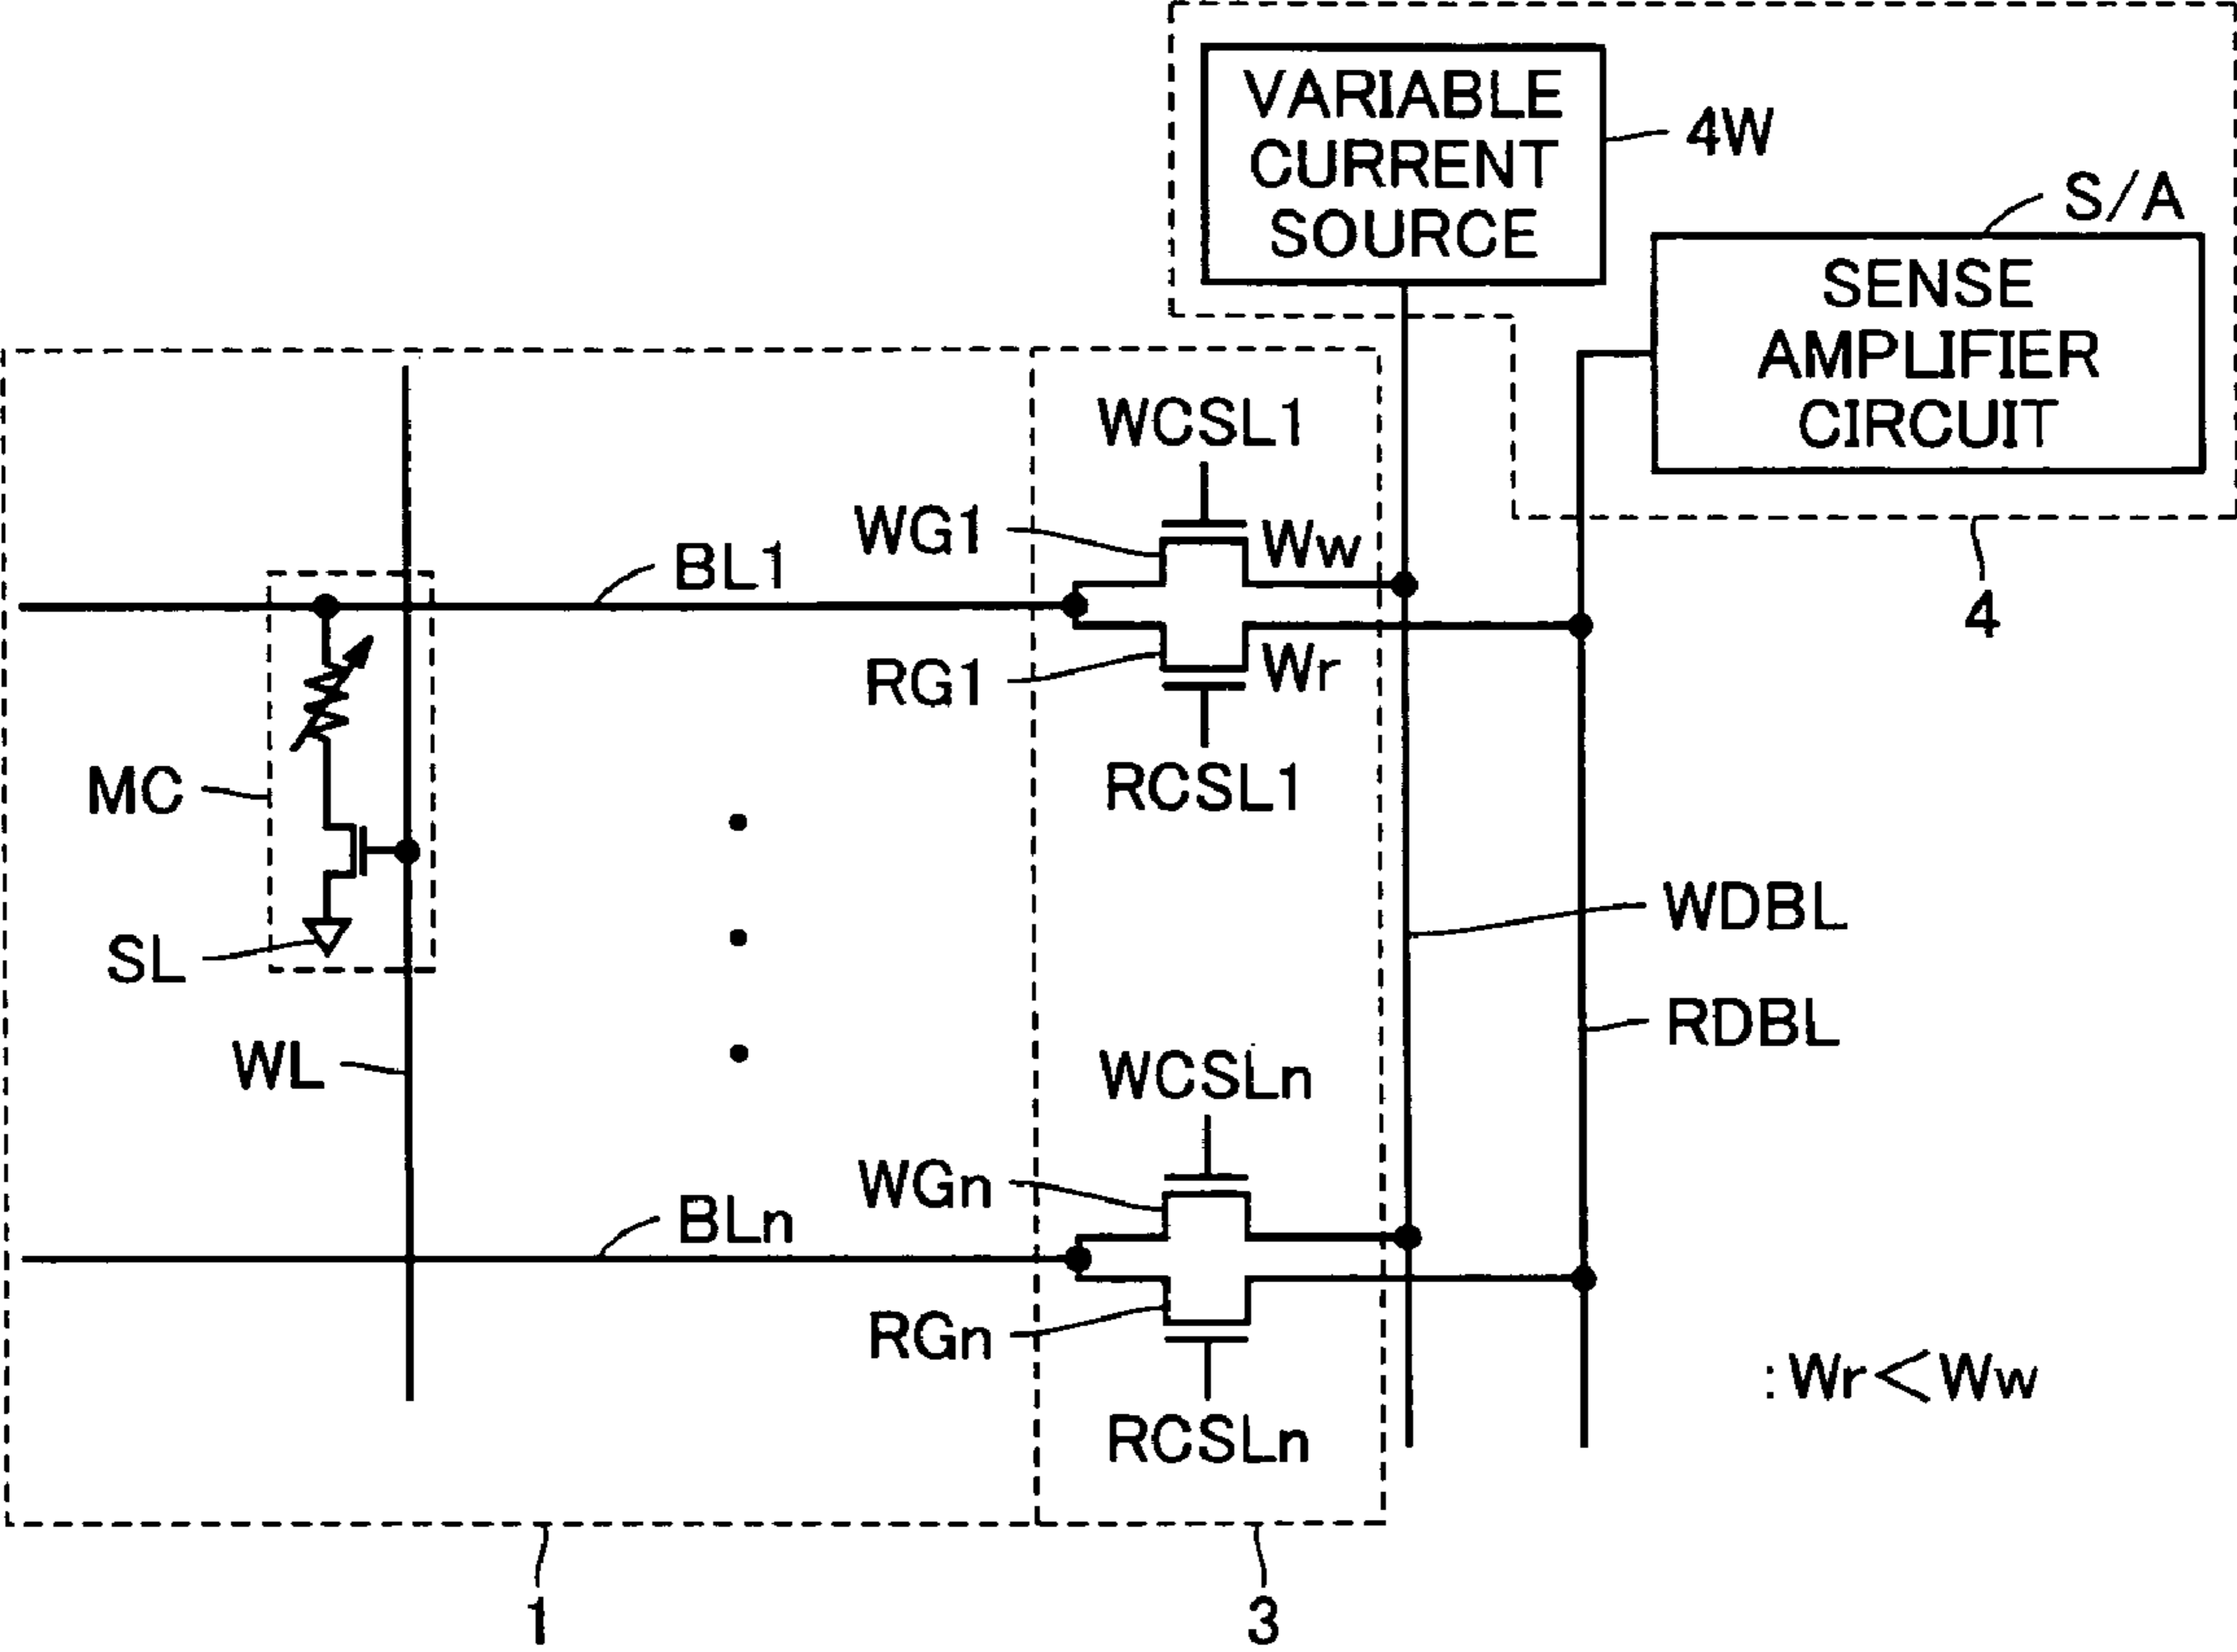 VARIABLE
CURRENT
SOURCE
4W
S/A
SENSE
AMPLIFIER
CIRCUIT
4
WCSL1
WG1
Ww
BL1
RG1
Wr
RCSL1
MC
SL
WL
WDBL
RDBL
WCSLn
WGn
BLn
RGn
RCSLn
:Wr<Ww
1
3